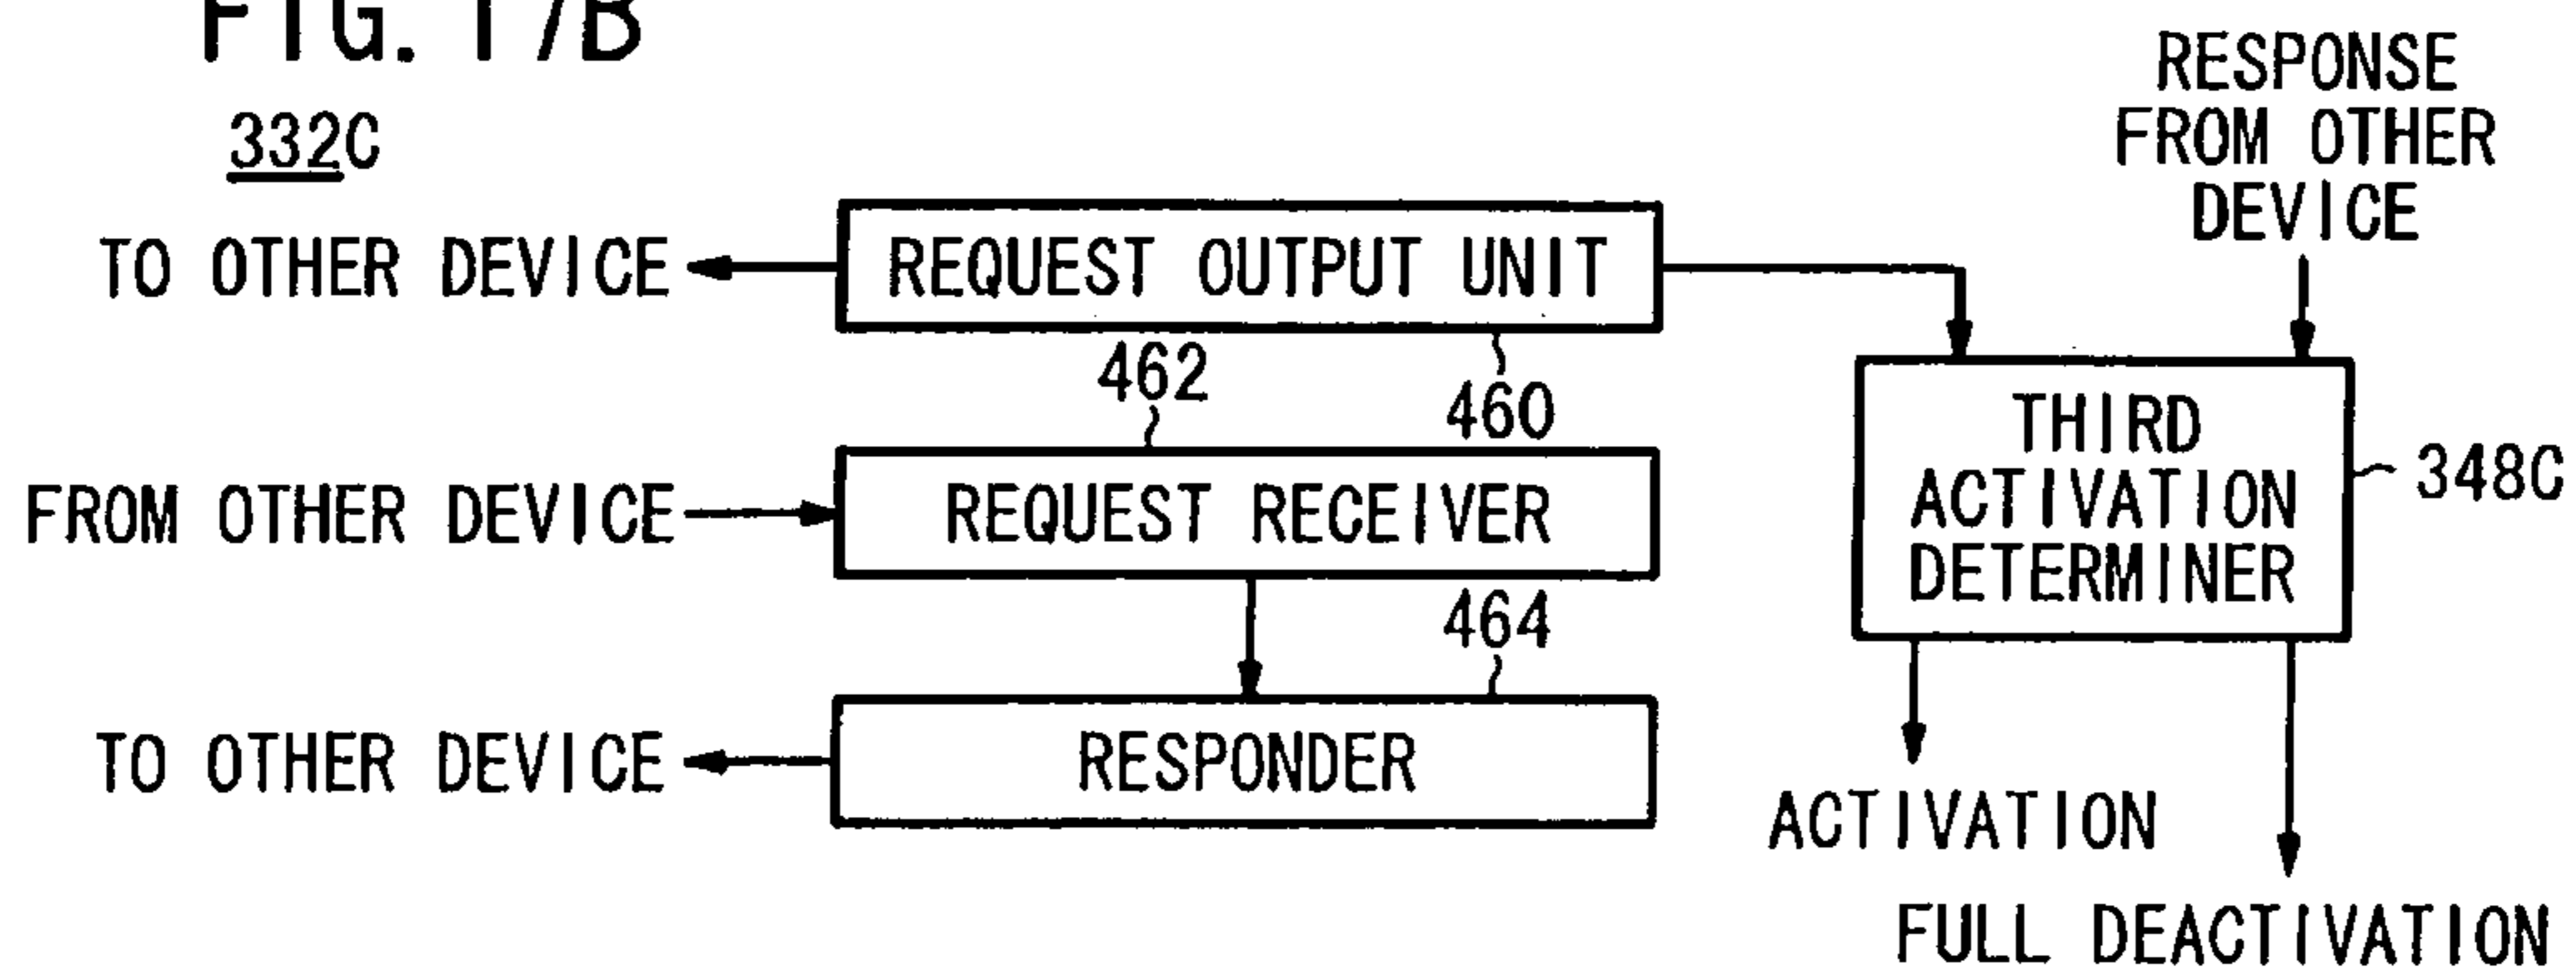 FIG. 17B
332C
RESPONSE
FROM OTHER
DEVICE
TO OTHER DEVICE
REQUEST OUTPUT UNIT
462
460
FROM OTHER DEVICE
REQUEST RECEIVER
THIRD
ACTIVATION
DETERMINER
348C
464
TO OTHER DEVICE
RESPONDER
ACTIVATION
FULL DEACTIVATION